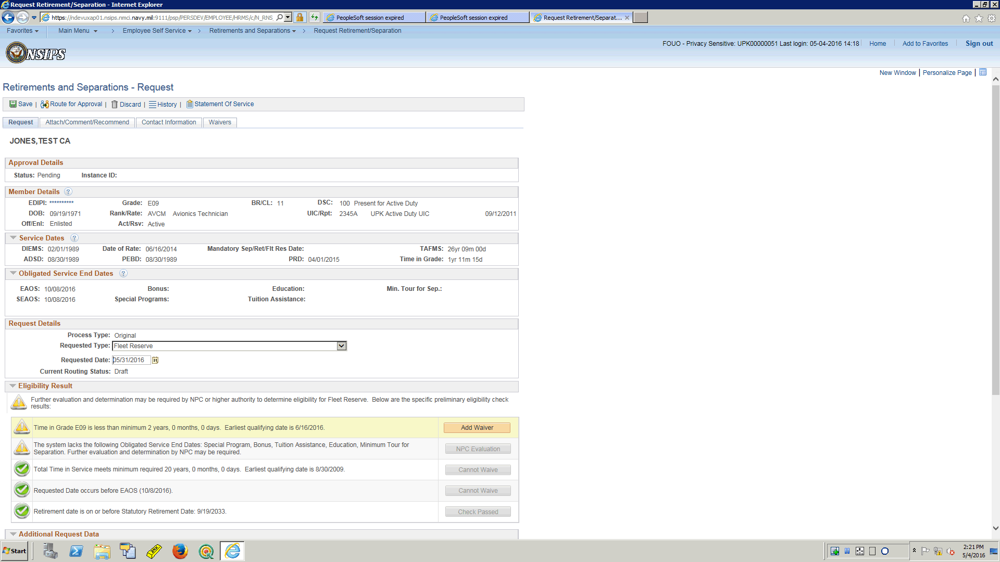 Request Retirement/Separation - Internet Explorer
https://ndevuxap01.nsips.nmci.navy.mil:9111/psp/PERSDEV/EMPLOYEE/HRMS/c/N_RNS_ PeopleSoft session expired PeopleSoft session expired Request Retirement/Separat...
Favorites Main Menu > Employee Self Service > Retirements and Separations > Request Retirement/Separation
NSIPS
FOUO - Privacy Sensitive: UPK00000051 Last login: 05-04-2016 14:18 Home Add to Favorites Sign out
New Window | Personalize Page |
Retirements and Separations - Request
Save | Route for Approval | Discard | History | Statement Of Service
Request Attach/Comment/Recommend Contact Information Waivers
JONES,TEST CA
Approval Details
Status: Pending Instance ID:
Member Details ?
EDIPI: ********** Grade: E09 BR/CL: 11 DSC: 100 Present for Active Duty
DOB: 09/19/1971 Rank/Rate: AVCM Avionics Technician UIC/Rpt: 2345A UPK Active Duty UIC 09/12/2011
Off/Enl: Enlisted Act/Rsv: Active
Service Dates ?
DIEMS: 02/01/1989 Date of Rate: 06/16/2014 Mandatory Sep/Ret/Flt Res Date: TAFMS: 26yr 09m 00d
ADSD: 08/30/1989 PEBD: 08/30/1989 PRD: 04/01/2015 Time in Grade: 1yr 11m 15d
Obligated Service End Dates ?
EAOS: 10/08/2016 Bonus: Education: Min. Tour for Sep.:
SEAOS: 10/08/2016 Special Programs: Tuition Assistance:
Request Details
Process Type: Original
Requested Type: Fleet Reserve
Requested Date: 05/31/2016 31
Current Routing Status: Draft
Eligibility Result
Further evaluation and determination may be required by NPC or higher authority to determine eligibility for Fleet Reserve. Below are the specific preliminary eligibility check
results:
Time in Grade E09 is less than minimum 2 years, 0 months, 0 days. Earliest qualifying date is 6/16/2016. Add Waiver
The system lacks the following Obligated Service End Dates: Special Program, Bonus, Tuition Assistance, Education, Minimum Tour for
Separation. Further evaluation and determination by NPC may be required. NPC Evaluation
Total Time in Service meets minimum required 20 years, 0 months, 0 days. Earliest qualifying date is 8/30/2009. Cannot Waive
Requested Date occurs before EAOS (10/8/2016). Cannot Waive
Retirement date is on or before Statutory Retirement Date: 9/19/2033. Check Passed
Additional Request Data
Start
2:21 PM
5/4/2016